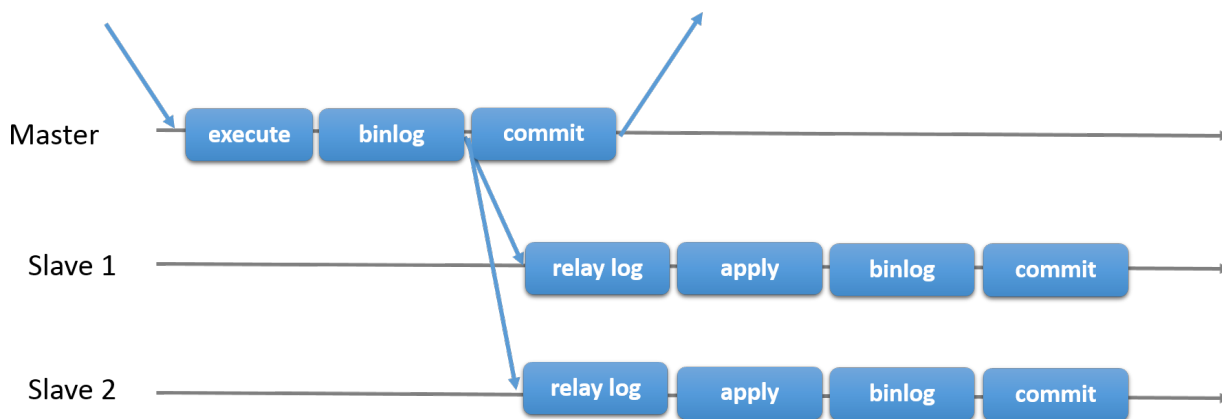 Master execute binlog commit
Slave 1 relay log apply binlog commit
Slave 2 relay log apply binlog commit